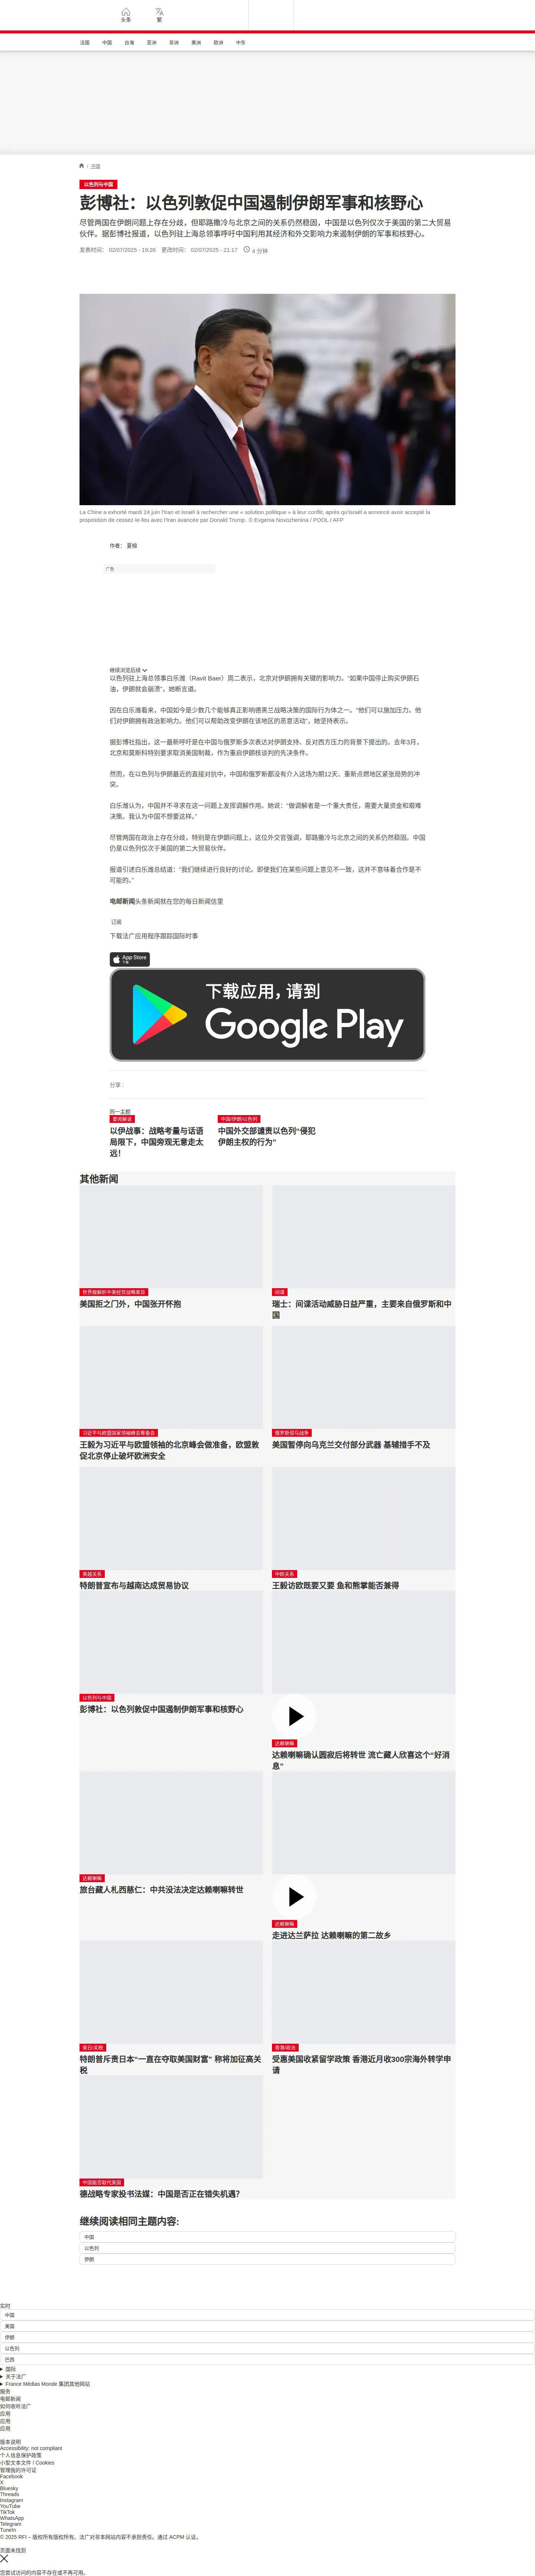 头条
繁
法国
中国
台海
亚洲
非洲
美洲
欧洲
中东
/ 中国
以色列与中国
彭博社：以色列敦促中国遏制伊朗军事和核野心
尽管两国在伊朗问题上存在分歧，但耶路撒冷与北京之间的关系仍然稳固，中国是以色列仅次于美国的第二大贸易
伙伴。据彭博社报道，以色列驻上海总领事呼吁中国利用其经济和外交影响力来遏制伊朗的军事和核野心。
发表时间： 02/07/2025 - 19:26 更改时间： 02/07/2025 - 21:17 4 分钟
La Chine a exhorté mardi 24 juin l'Iran et Israël à rechercher une « solution politique » à leur conflit, après qu'Israël a annoncé avoir accepté la
proposition de cessez-le-feu avec l'Iran avancée par Donald Trump. © Evgenia Novozhenina / POOL / AFP
作者： 夏榕
广告
继续浏览后续
以色列驻上海总领事白乐潍（Ravit Baer）周二表示，北京对伊朗拥有关键的影响力。“如果中国停止购买伊朗石
油，伊朗就会崩溃”，她断言道。
因在白乐潍看来，中国如今是少数几个能够真正影响德黑兰战略决策的国际行为体之一。“他们可以施加压力。他
们对伊朗拥有政治影响力。他们可以帮助改变伊朗在该地区的恶意活动”，她坚持表示。
据彭博社指出，这一最新呼吁是在中国与俄罗斯多次表达对伊朗支持、反对西方压力的背景下提出的。去年3月，
北京和莫斯科特别要求取消美国制裁，作为重启伊朗核谈判的先决条件。
然而，在以色列与伊朗最近的直接对抗中，中国和俄罗斯都没有介入这场为期12天、重新点燃地区紧张局势的冲
突。
白乐潍认为，中国并不寻求在这一问题上发挥调解作用。她说：“做调解者是一个重大责任，需要大量资金和艰难
决策。我认为中国不想要这样。”
尽管两国在政治上存在分歧，特别是在伊朗问题上，这位外交官强调，耶路撒冷与北京之间的关系仍然稳固。中国
仍是以色列仅次于美国的第二大贸易伙伴。
报道引述白乐潍总结道：“我们继续进行良好的讨论。即使我们在某些问题上意见不一致，这并不意味着合作是不
可能的。”
电邮新闻头条新闻就在您的每日新闻信里
订阅
下载法广应用程序跟踪国际时事
App Store
下载
下载应用，请到
Google Play
分享 :
同一主题
要闻解说
以伊战事：战略考量与话语
局限下，中国旁观无意走太
远！
中国/伊朗/以色列
中国外交部谴责以色列“侵犯
伊朗主权的行为”
其他新闻
世界报解析中美经贸战略差异
美国拒之门外，中国张开怀抱
间谍
瑞士：间谍活动威胁日益严重，主要来自俄罗斯和中
国
习近平与欧盟国家领袖峰会筹备会
王毅为习近平与欧盟领袖的北京峰会做准备，欧盟敦
促北京停止破坏欧洲安全
俄罗斯侵乌战争
美国暂停向乌克兰交付部分武器 基辅措手不及
美越关系
特朗普宣布与越南达成贸易协议
中欧关系
王毅访欧既要又要 鱼和熊掌能否兼得
以色列与中国
彭博社：以色列敦促中国遏制伊朗军事和核野心
达赖喇嘛
达赖喇嘛确认圆寂后将转世 流亡藏人欣喜这个“好消
息”
达赖喇嘛
旅台藏人札西慈仁：中共没法决定达赖喇嘛转世
达赖喇嘛
走进达兰萨拉 达赖喇嘛的第二故乡
美日/关税
特朗普斥责日本“一直在夺取美国财富” 称将加征高关
税
香港/政治
受惠美国收紧留学政策 香港近月收300宗海外转学申
请
中国能否取代美国
德战略专家投书法媒：中国是否正在错失机遇？
继续阅读相同主题内容:
中国
以色列
伊朗
实时
中国
美国
伊朗
以色列
巴西
国际
关于法广
France Médias Monde 集团其他网站
服务
电邮新闻
如何收听法广
应用
应用
应用
版本说明
Accessibility: not compliant
个人信息保护政策
小型文本文件 / Cookies
管理我的许可证
Facebook
X
Bluesky
Threads
Instagram
YouTube
TikTok
WhatsApp
Telegram
TuneIn
© 2025 RFI – 版权所有版权所有。法广对非本网站内容不承担责任。通过 ACPM 认证。
页面未找到
您尝试访问的内容不存在或不再可用。